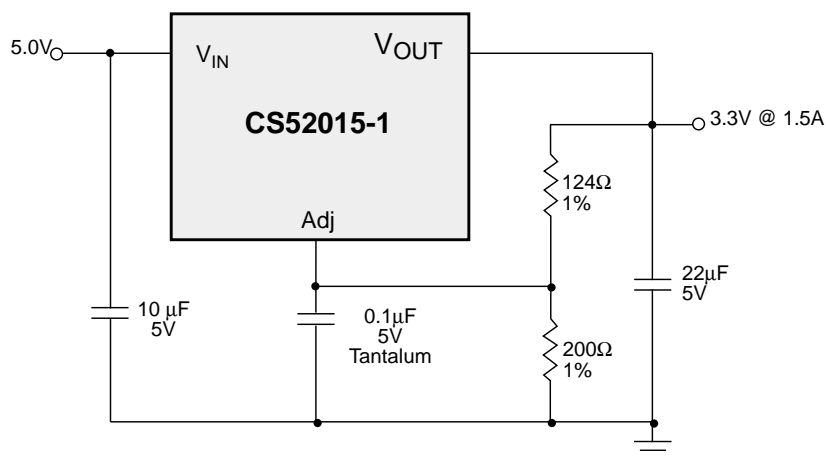 5.0V
V_IN
V_OUT
CS52015-1
3.3V @ 1.5A
124Ω
1%
Adj
22μF
5V
10 μF
5V
0.1μF
5V
Tantalum
200Ω
1%